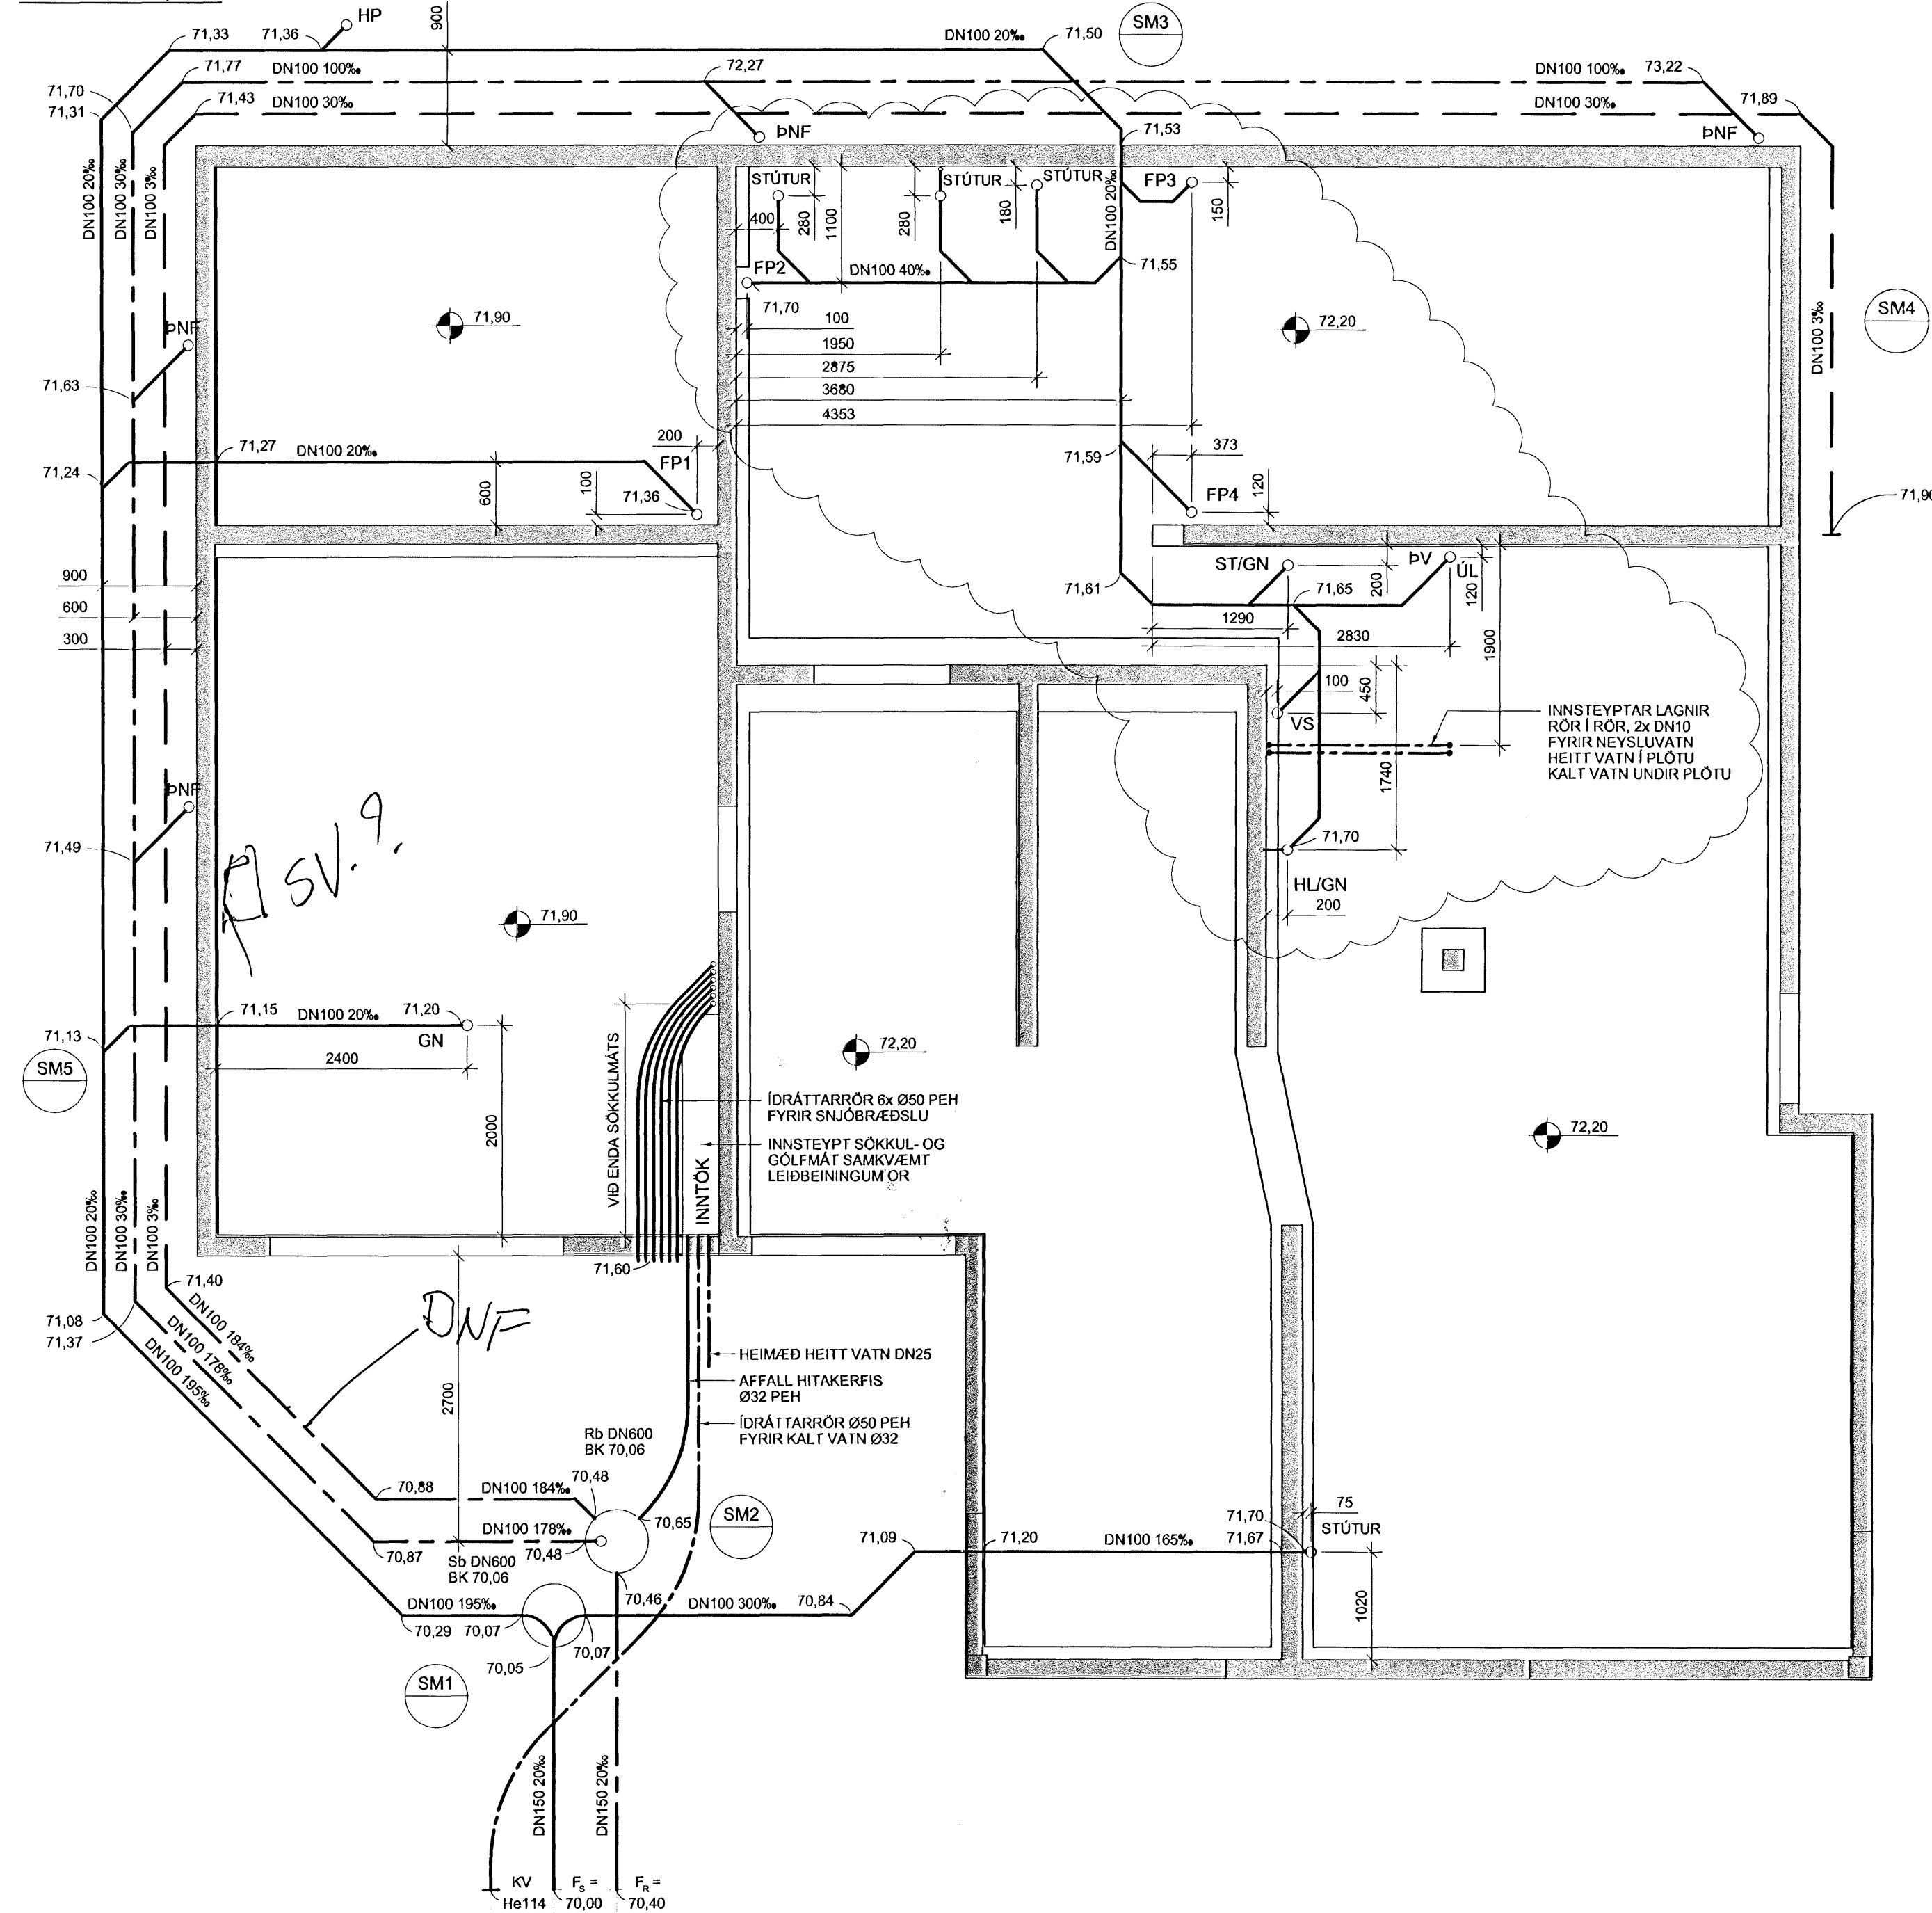 HP
SM3
71,33
71,36
900
DN100 20‰
71,50
71,77
DN100 100‰
72,27
DN100 100‰
73,22
71,70
71,31
71,43
DN100 30‰
DN100 30‰
71,89
ÞNF
71,53
ÞNF
DN100 20‰
DN100 30‰
DN100 3‰
STÚTUR
STÚTUR
STÚTUR
FP3
400
280
1100
280
180
DN100 20‰
150
FP2
DN100 40‰
71,55
71,70
100
1950
2875
3680
4353
71,90
72,20
DN100 3‰
SM4
ÞNF
71,63
71,27
DN100 20‰
200
FP1
71,24
600
100
71,36
71,59
373
FP4
120
ST/GN
ÞV
ÚL
200
120
71,61
71,65
1290
2830
1900
900
600
300
100
450
VS
1740
INNSTEYPTAR LAGNIR
RÖR Í RÖR, 2x DN10
FYRIR NEYSLUVATN
HEITT VATN Í PLÖTU
KALT VATN UNDIR PLÖTU
ÞNF
71,49
SV. ?.
71,70
HL/GN
200
71,90
71,15
DN100 20‰
71,20
GN
71,13
SM5
2400
2000
72,20
VIÐ ENDA SÖKKULMÁTS
ÍDRÁTTARRÖR 6x Ø50 PEH
FYRIR SNJÓBRÆÐSLU
INNSTEYPT SÖKKUL- OG
GÓLFMÁT SAMKVÆMT
LEIÐBEININGUM OR
INNTÖK
72,20
DN100 20‰
DN100 30‰
DN100 3‰
71,60
71,40
71,08
71,37
DN100 184‰
DN100 178‰
DN100 195‰
DNF
2700
HEIMÆÐ HEITT VATN DN25
AFFALL HITAKERFIS
Ø32 PEH
ÍDRÁTTARRÖR Ø50 PEH
FYRIR KALT VATN Ø32
Rb DN600
BK 70,06
70,48
70,88
DN100 184‰
70,65
SM2
DN100 178‰
70,87
70,48
Sb DN600
BK 70,06
71,09
71,20
DN100 165‰
71,70
71,67
75
STÚTUR
1020
70,46
DN100 195‰
DN100 300‰
70,84
70,29
70,07
70,07
70,05
SM1
DN150 20‰
DN150 20‰
KV
He114
Fs =
70,00
FR =
70,40